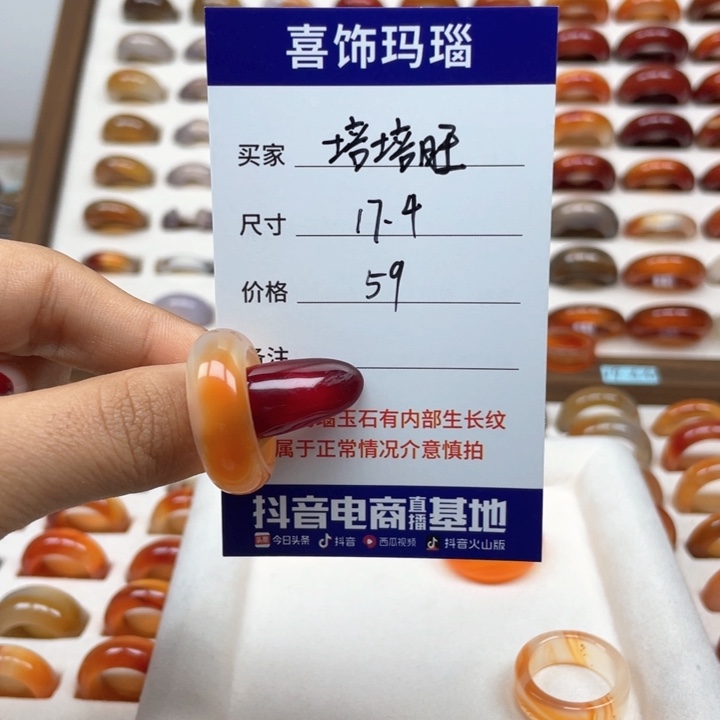 喜饰玛瑙
买家 培培旺
尺寸 17-4
价格 59
备注
瑙玉石有内部生长纹
属于正常情况介意慎拍
抖音电商直播基地
今日头条 抖音 西瓜视频 抖音火山版